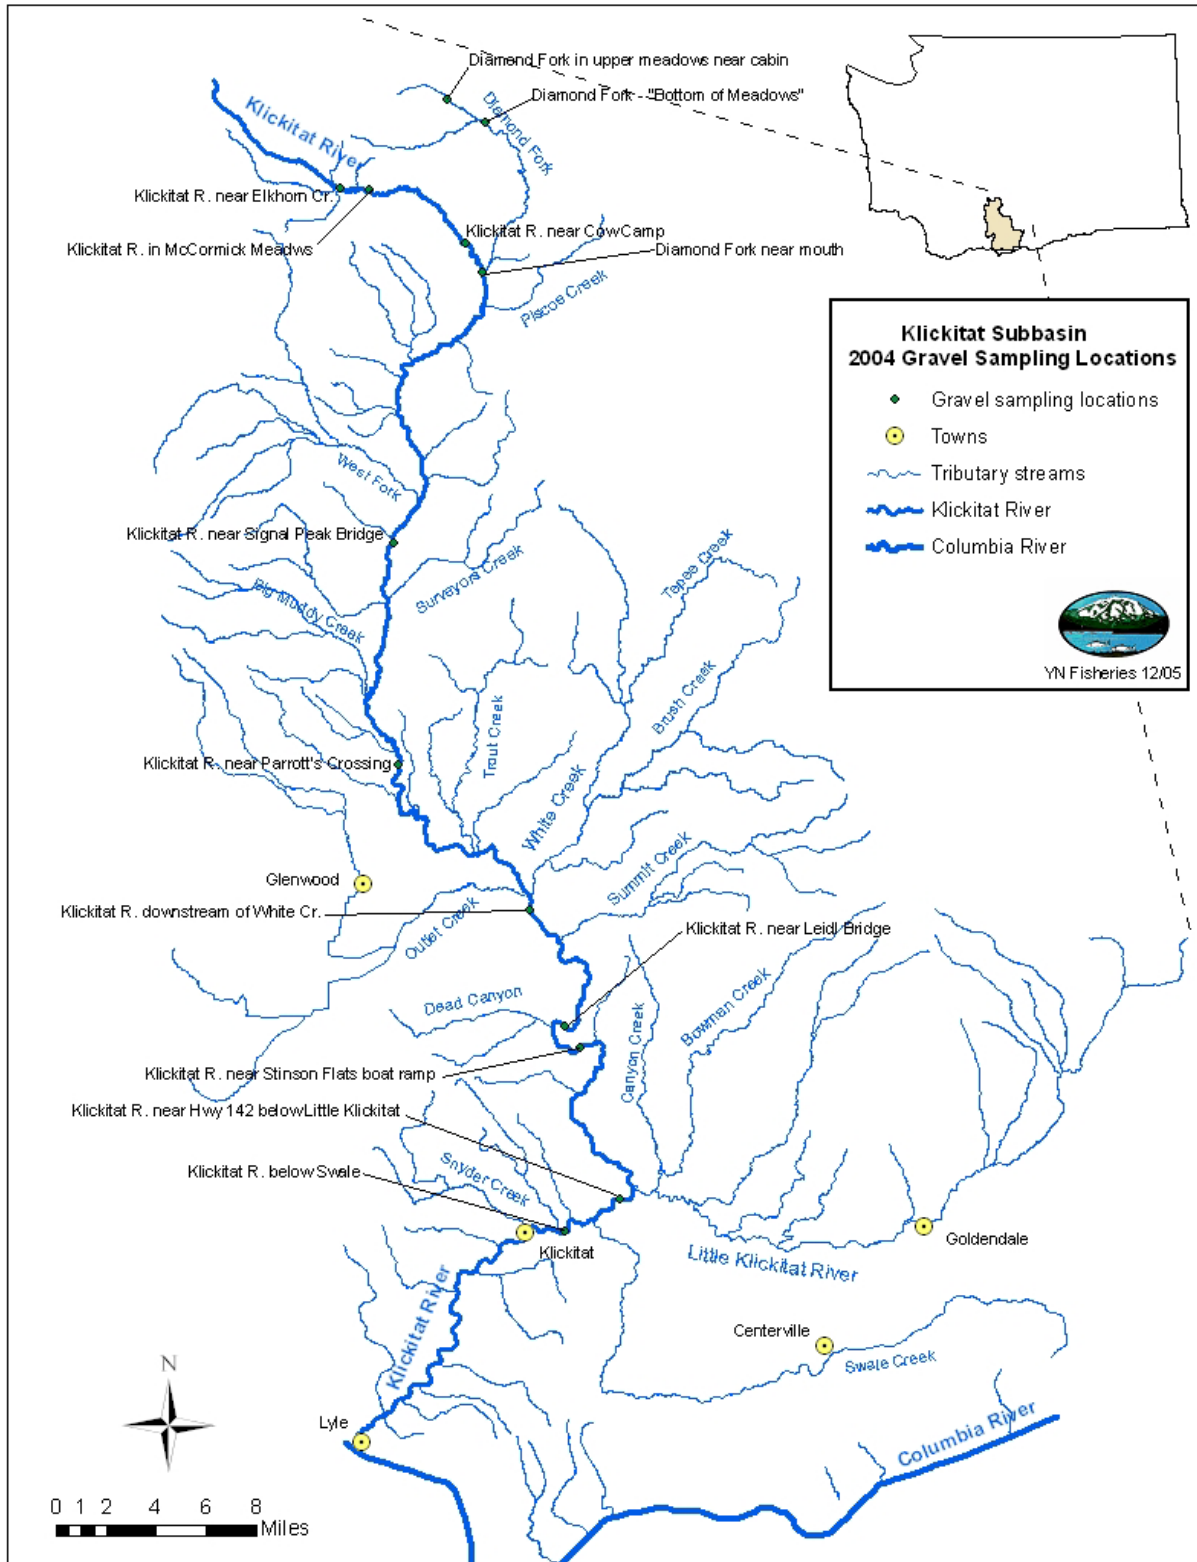 Diamond Fork in upper meadows near cabin
Diamond Fork - "Bottom of Meadows"
Diamond Fork
Klickitat River
Klickitat R. near Elkhorn Cr.
Klickitat R. in McCormick Meadws
Klickitat R. near Cow Camp
Diamond Fork near mouth
Piscoe Creek
Klickitat Subbasin
2004 Gravel Sampling Locations
Gravel sampling locations
Towns
Tributary streams
Klickitat River
Columbia River
YN Fisheries 12/05
West Fork
Klickitat R. near Signal Peak Bridge
Surveyors Creek
Big Muddy Creek
Tepee Creek
Brush Creek
Trout Creek
Klickitat R. near Parrott's Crossing
White Creek
Summit Creek
Glenwood
Klickitat R. downstream of White Cr.
Outlet Creek
Klickitat R. near Leidl Bridge
Dead Canyon
Canyon Creek
Bowman Creek
Klickitat R. near Stinson Flats boat ramp
Klickitat R. near Hwy 142 below Little Klickitat
Snyder Creek
Klickitat R. below Swale
Klickitat
Goldendale
Little Klickitat River
Klickitat River
Centerville
Swale Creek
Columbia River
Lyle
N
0 1 2 4 6 8
Miles